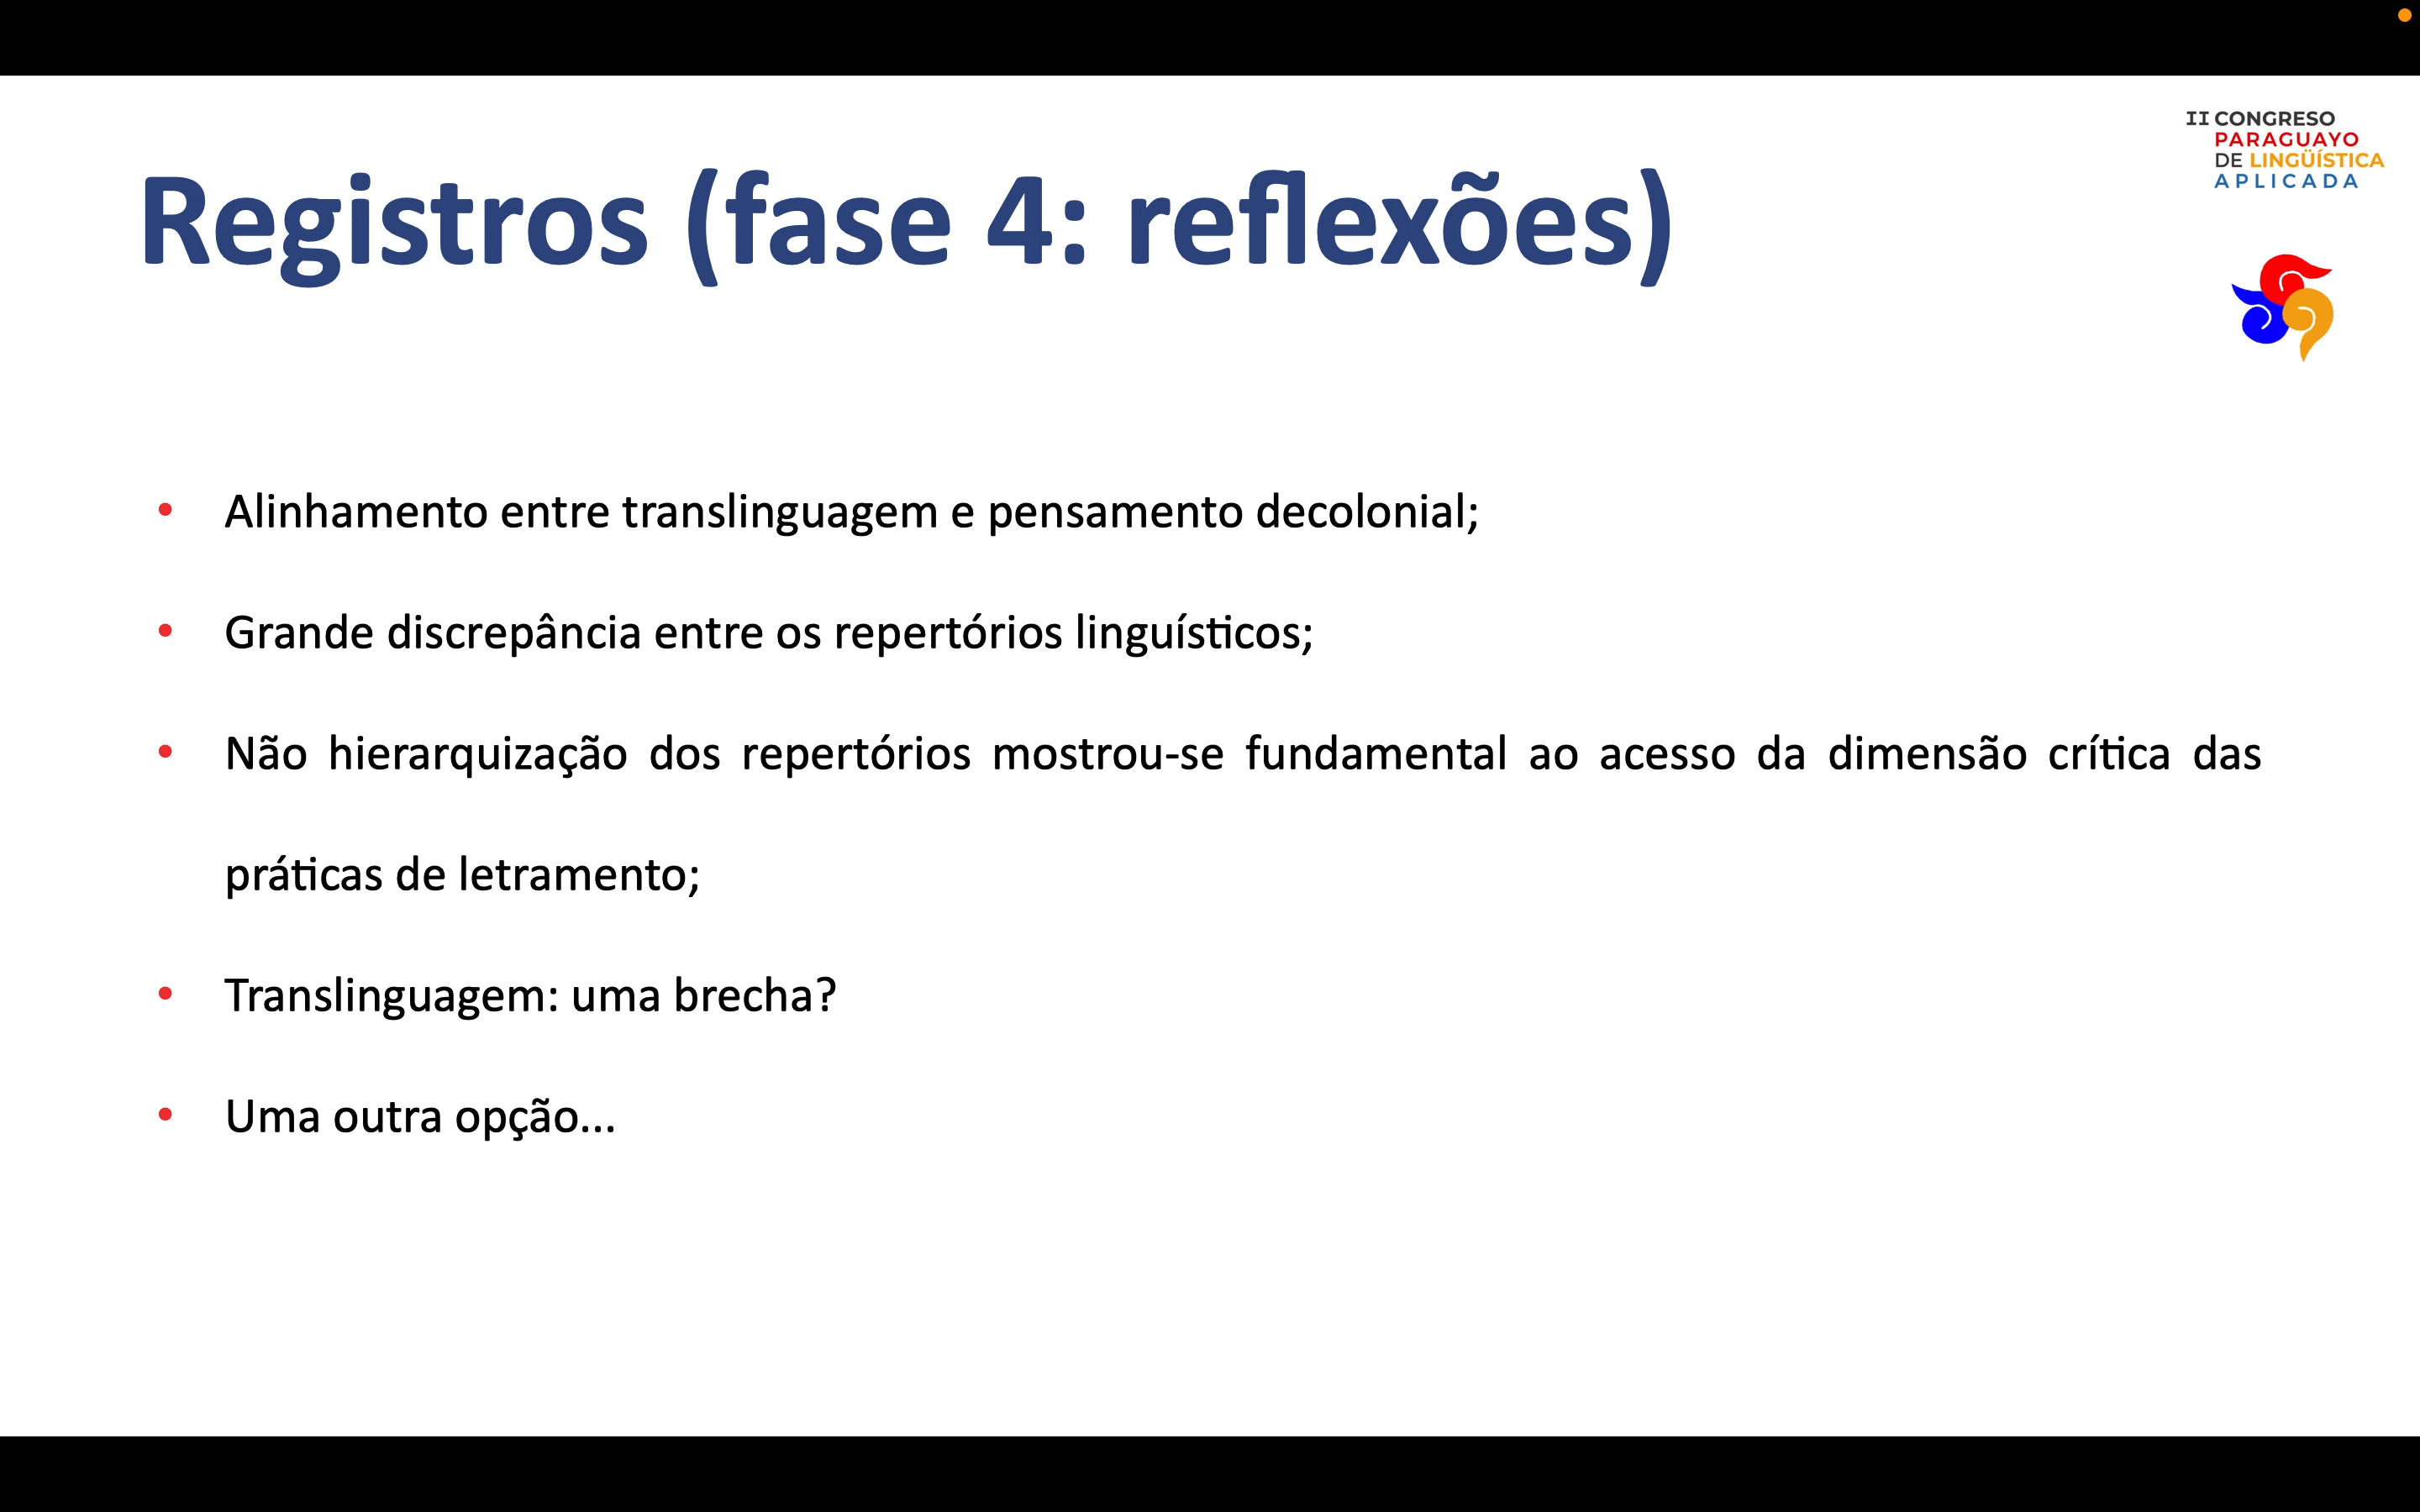 II CONGRESO
PARAGUAYO
DE LINGÜÍSTICA
APLICADA
Registros (fase 4: reflexões)
• Alinhamento entre translinguagem e pensamento decolonial;
• Grande discrepância entre os repertórios linguísticos;
• Não hierarquização dos repertórios mostrou-se fundamental ao acesso da dimensão crítica das
práticas de letramento;
• Translinguagem: uma brecha?
• Uma outra opção...